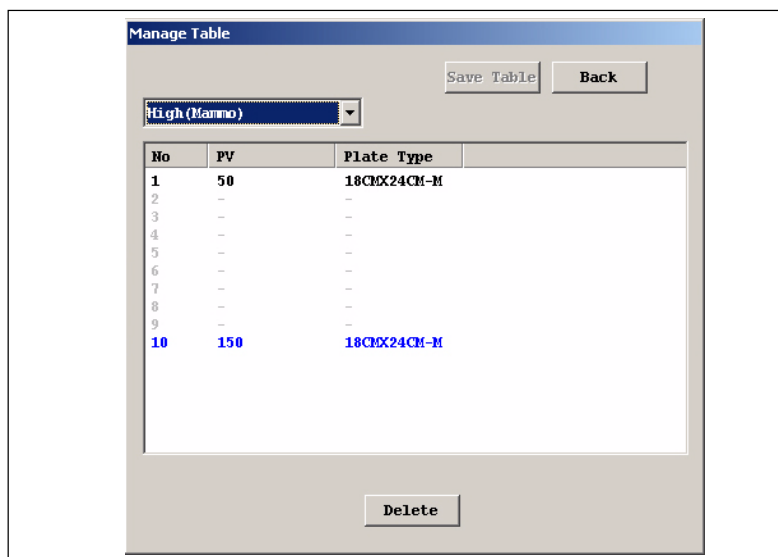 Manage Table
Save Table Back
High(Mammo)
No PV Plate Type
1 50 18CMX24CM-M
2 - -
3 - -
4 - -
5 - -
6 - -
7 - -
8 - -
9 - -
10 150 18CMX24CM-M
Delete